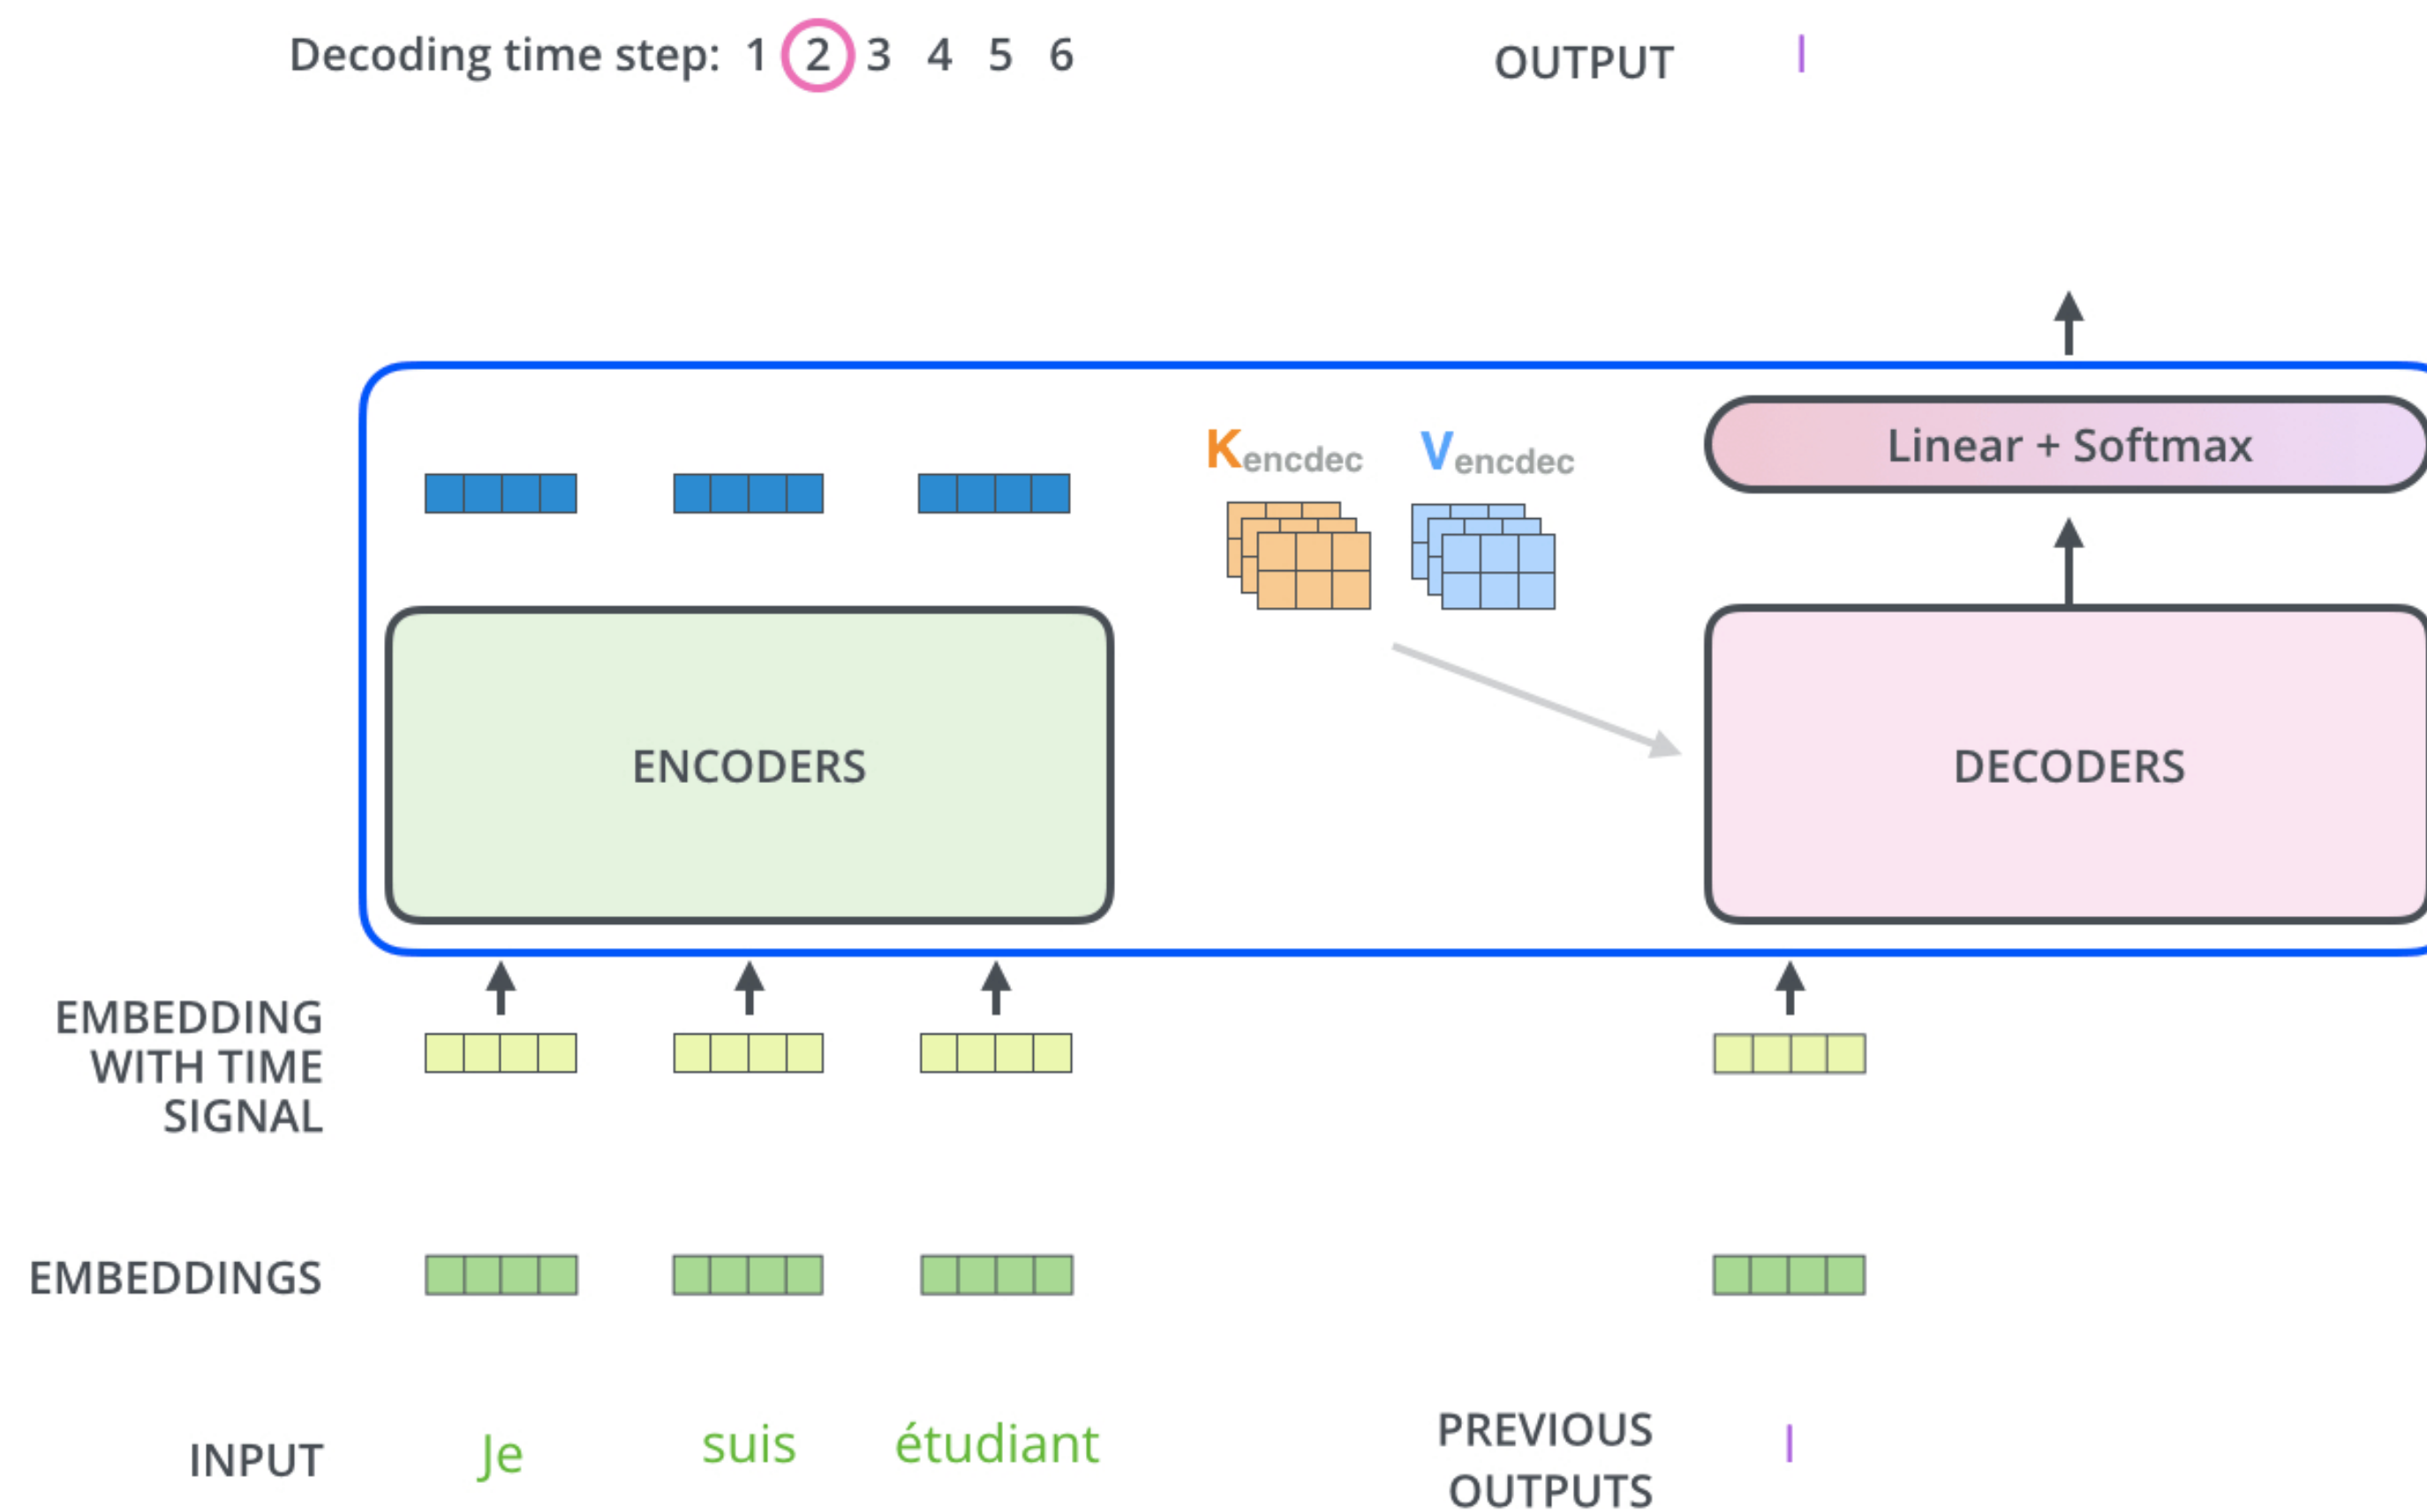 Decoding time step: 1 2 3 4 5 6
OUTPUT I
Kencdec Vencdec
Linear + Softmax
ENCODERS
DECODERS
EMBEDDING
WITH TIME
SIGNAL
EMBEDDINGS
INPUT Je suis étudiant
PREVIOUS
OUTPUTS
I